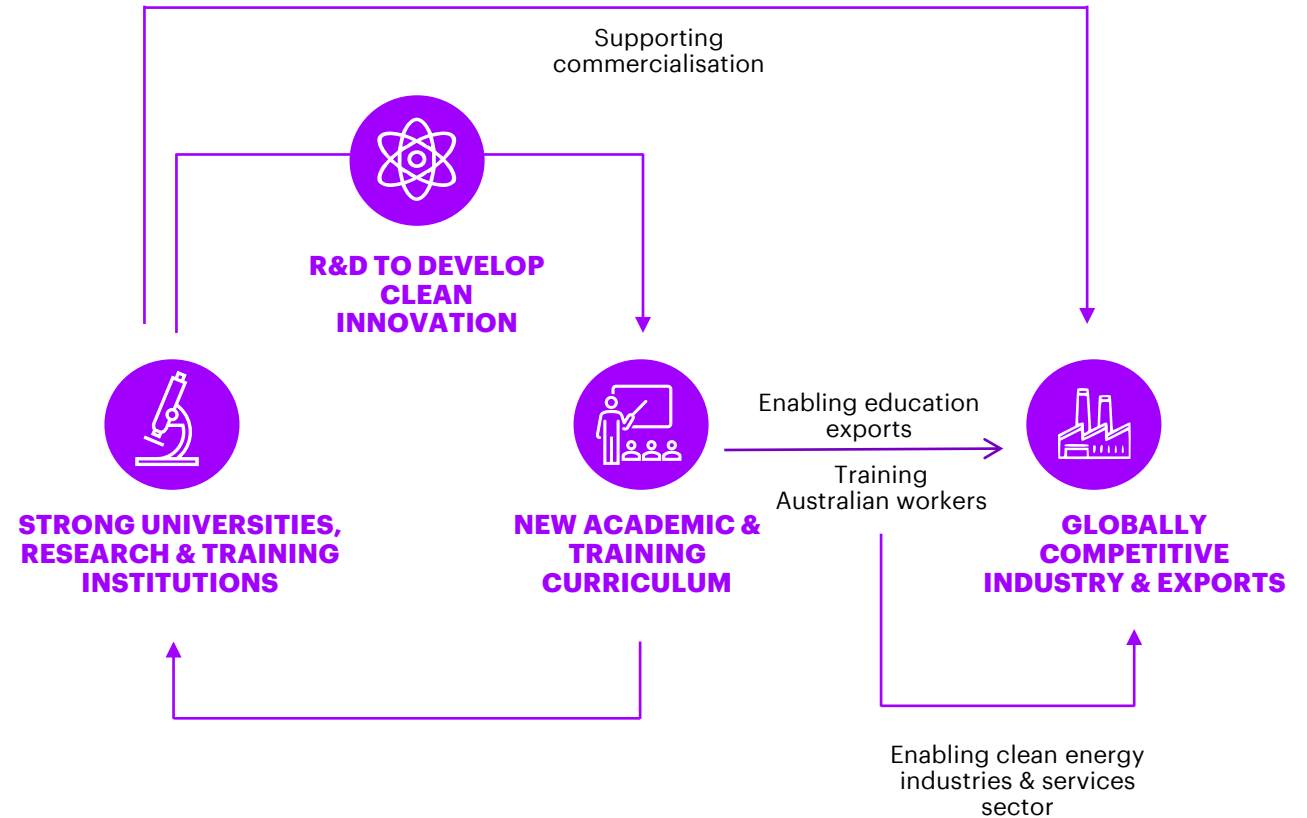 Supporting
commercialisation
R&D TO DEVELOP
CLEAN
INNOVATION
STRONG UNIVERSITIES,
RESEARCH & TRAINING
INSTITUTIONS
NEW ACADEMIC &
TRAINING
CURRICULUM
Enabling education
exports
Training
Australian workers
GLOBALLY
COMPETITIVE
INDUSTRY & EXPORTS
Enabling clean energy
industries & services
sector